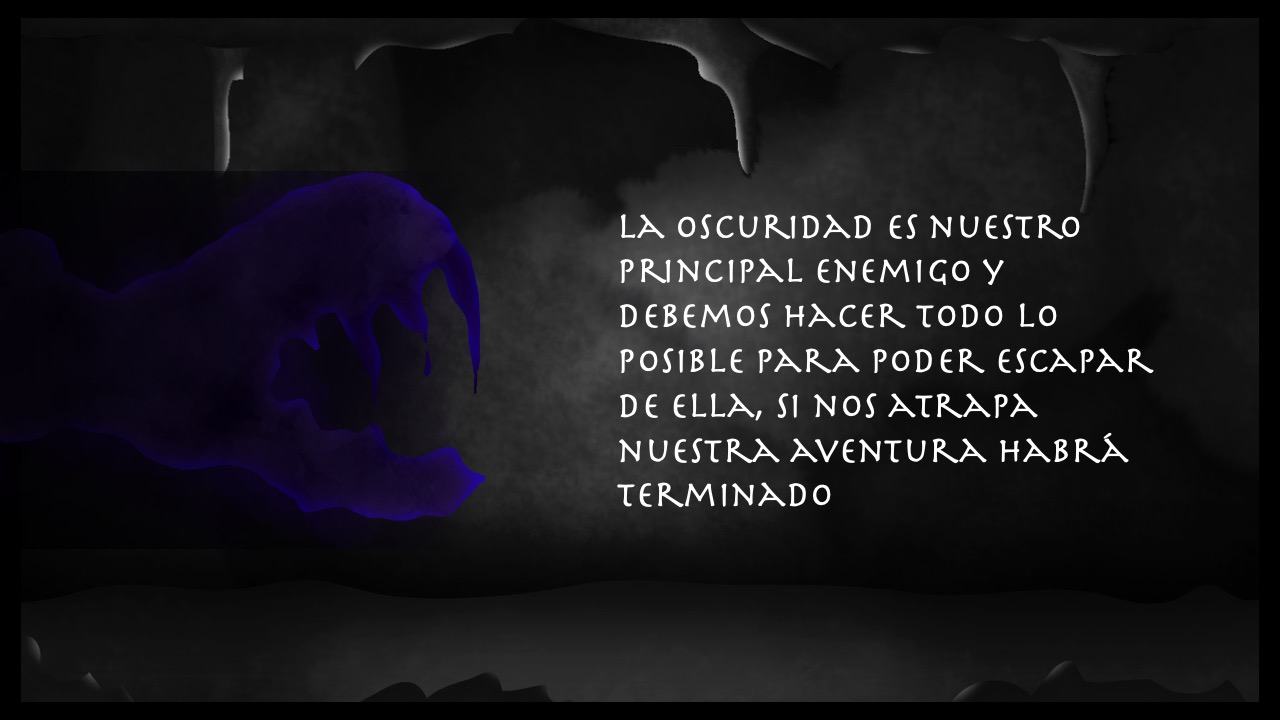 LA OSCURIDAD ES NUESTRO
PRINCIPAL ENEMIGO Y
DEBEMOS HACER TODO LO
POSIBLE PARA PODER ESCAPAR
DE ELLA, SI NOS ATRAPA
NUESTRA AVENTURA HABRÁ
TERMINADO